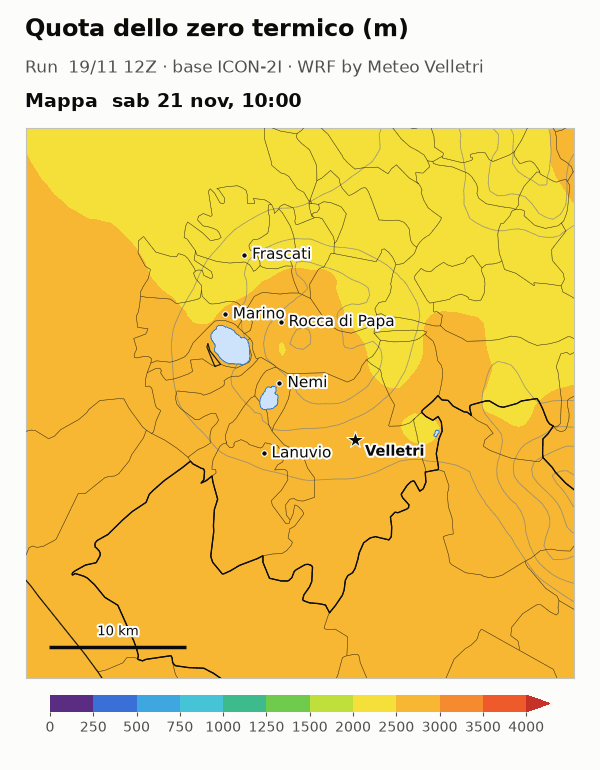 Quota dello zero termico (m)
Run  19/11 12Z · base ICON-2I · WRF by Meteo Velletri
Mappa  sab 21 nov, 10:00
Frascati
Marino
Rocca di Papa
Nemi
Velletri
Lanuvio
10 km
0 250 500 750 1000 1250 1500 2000 2500 3000 3500 4000